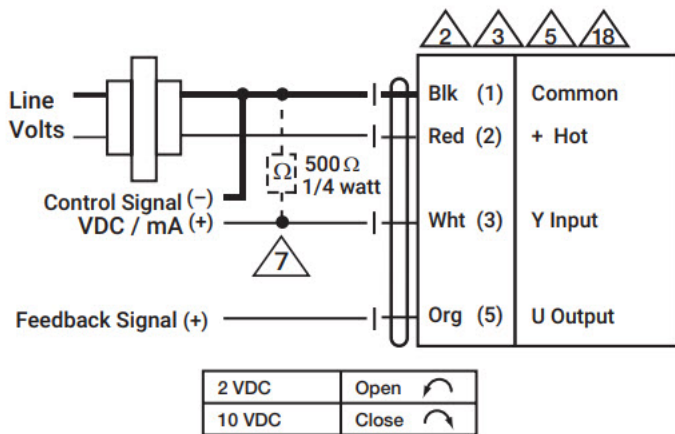 2 3 5 18
Line
Volts
Blk (1) Common
Red (2) + Hot
Ω 500 Ω
1/4 watt
Control Signal (−)
VDC / mA (+)
Wht (3) Y Input
7
Feedback Signal (+)
Org (5) U Output
2 VDC Open
10 VDC Close